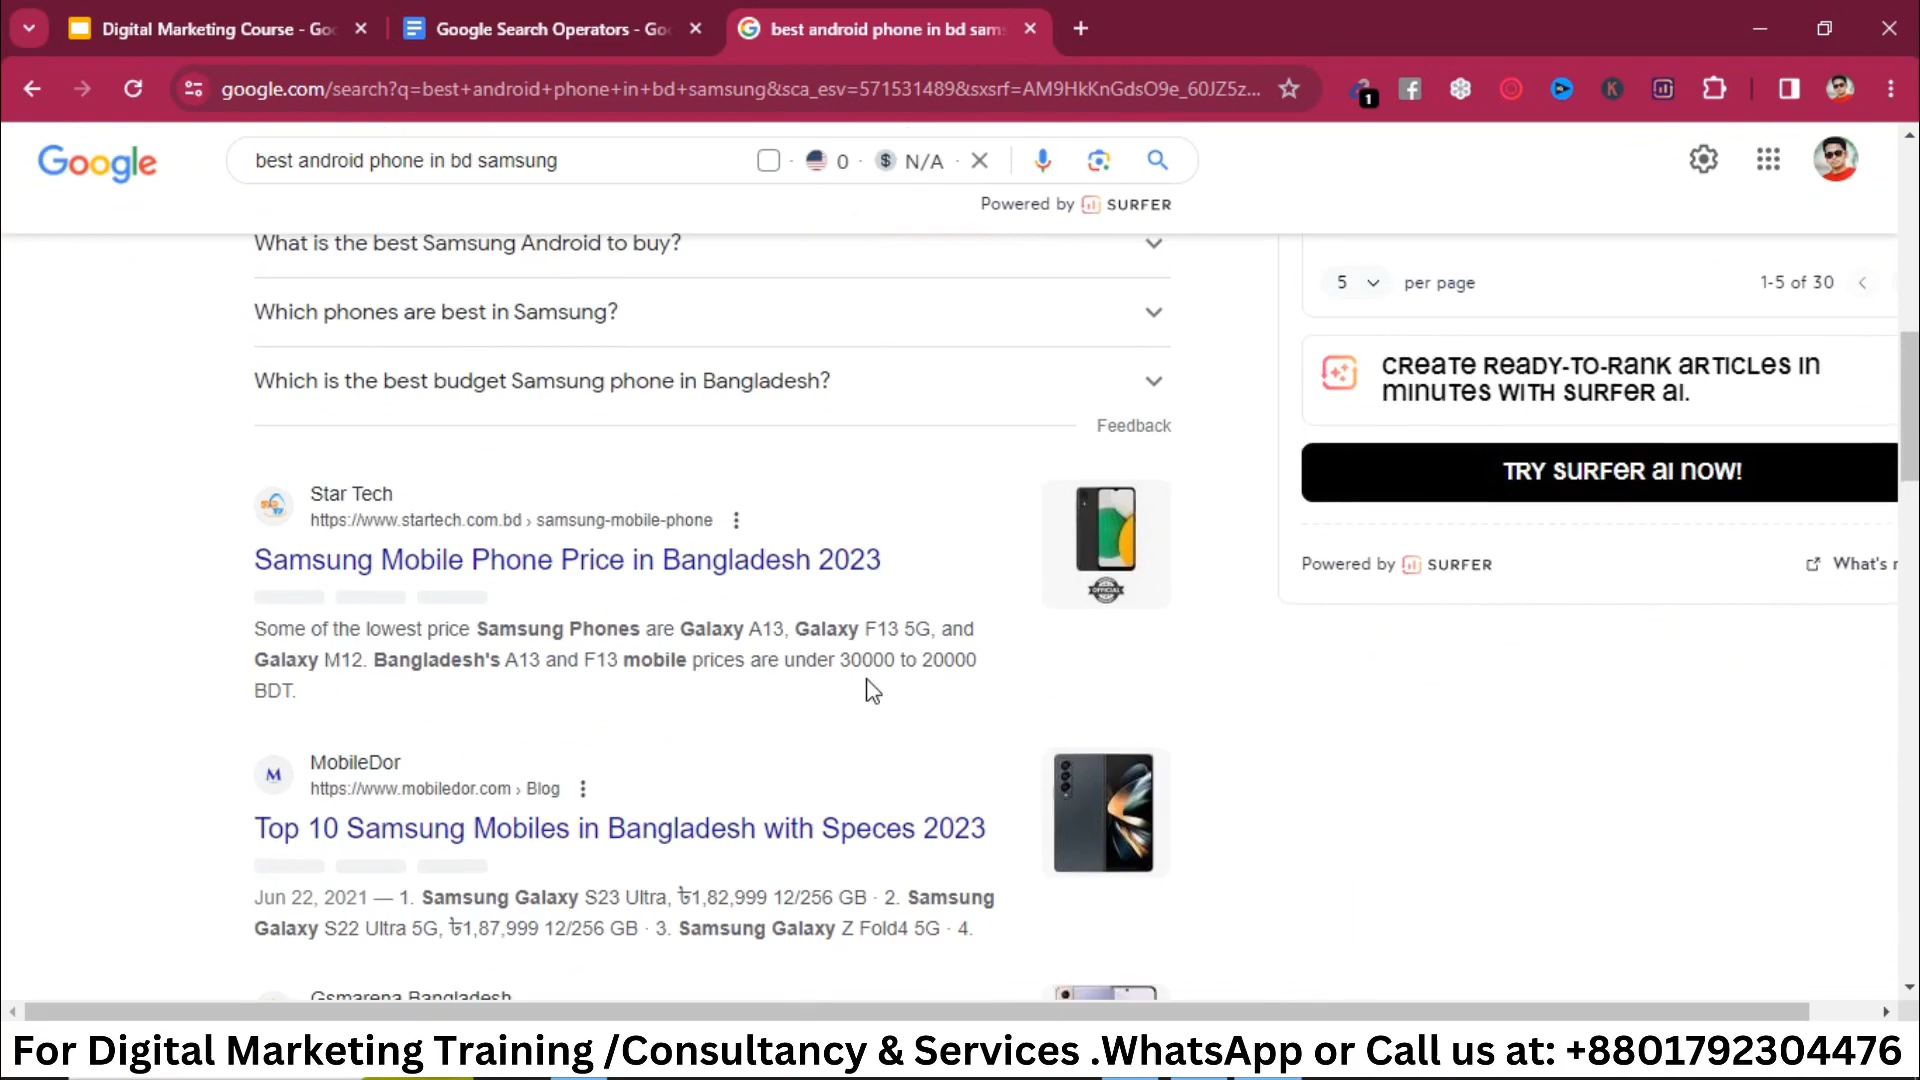 Digital Marketing Course - Goo
Google Search Operators - Goo
best android phone in bd sams
google.com/search?q=best+android+phone+in+bd+samsung&sca_esv=571531489&sxsrf=AM9HkKnGdsO9e_60JZ5z...
1
K
Google
best android phone in bd samsung
0 · $ N/A ·
Powered by SURFER
What is the best Samsung Android to buy?
5 per page
1-5 of 30
Which phones are best in Samsung?
CREATE READY-TO-RANK ARTICLES IN
MINUTES WITH SURFER AI.
Which is the best budget Samsung phone in Bangladesh?
Feedback
TRY SURFER AI NOW!
Star Tech
https://www.startech.com.bd › samsung-mobile-phone
Samsung Mobile Phone Price in Bangladesh 2023
OFFICIAL
Powered by SURFER
What's
Some of the lowest price Samsung Phones are Galaxy A13, Galaxy F13 5G, and
Galaxy M12. Bangladesh's A13 and F13 mobile prices are under 30000 to 20000
BDT.
M
MobileDor
https://www.mobiledor.com › Blog
Top 10 Samsung Mobiles in Bangladesh with Speces 2023
Jun 22, 2021 — 1. Samsung Galaxy S23 Ultra, ৳1,82,999 12/256 GB · 2. Samsung
Galaxy S22 Ultra 5G, ৳1,87,999 12/256 GB · 3. Samsung Galaxy Z Fold4 5G · 4.
Gsmarena Bangladesh
For Digital Marketing Training /Consultancy & Services .WhatsApp or Call us at: +8801792304476